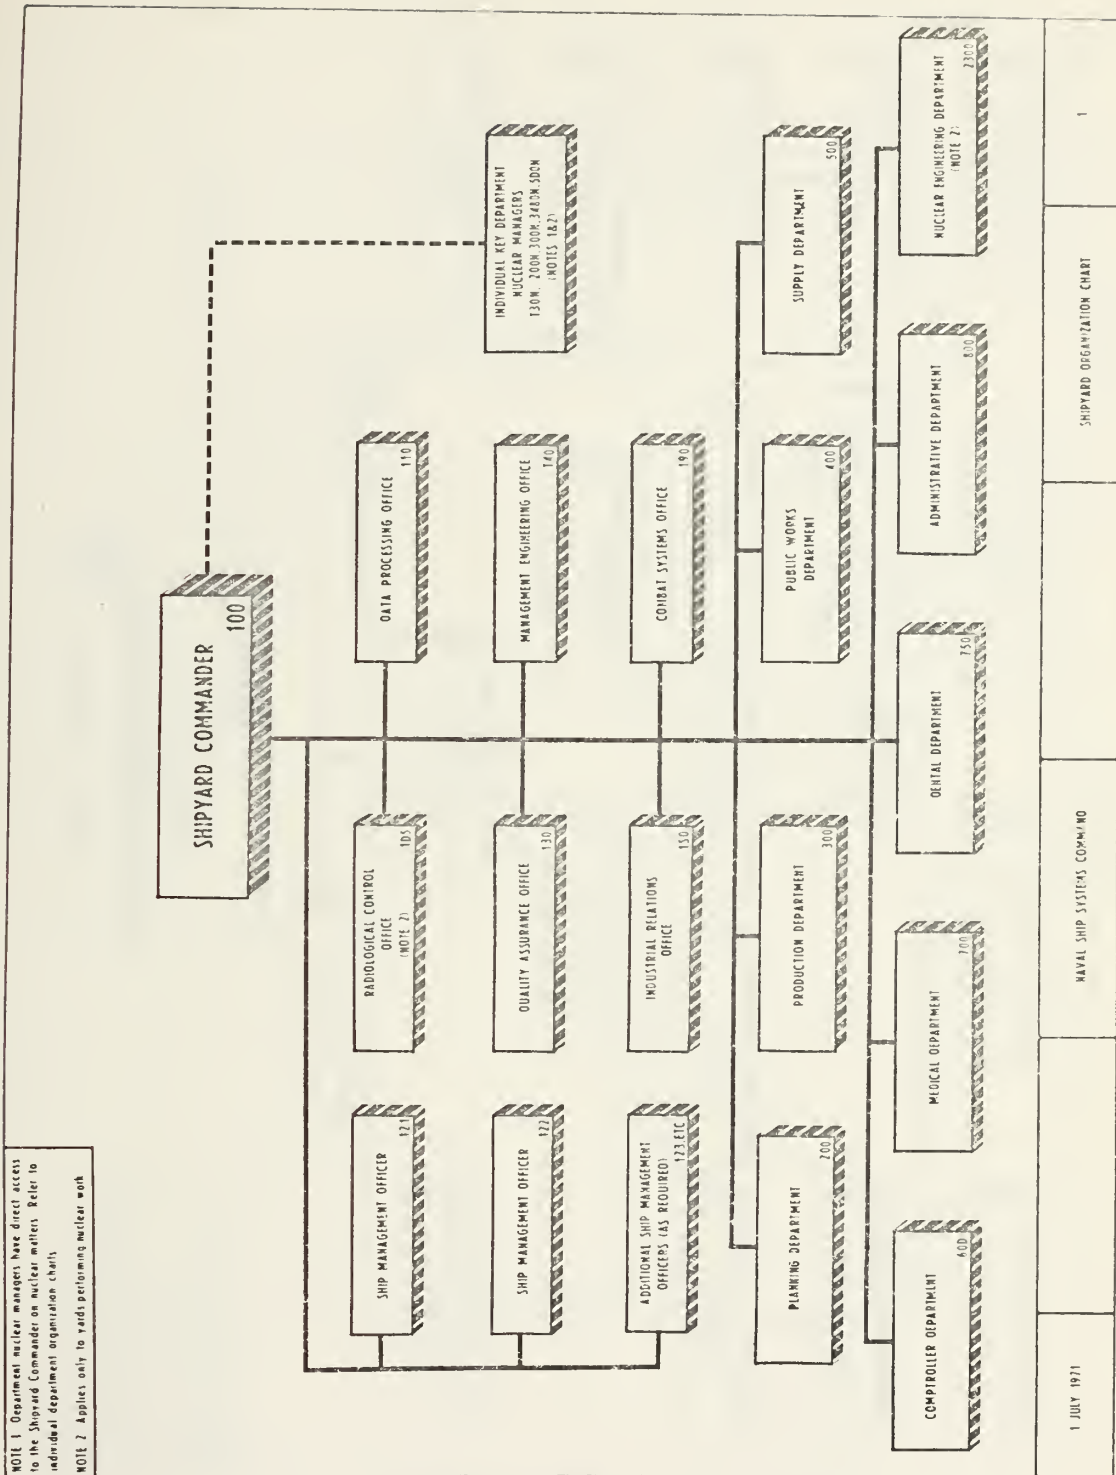 NOTE 1 Department nuclear managers have direct access
to the Shipyard Commander on nuclear matters Refer to
individual department organization charts
NOTE 2 Applies only to yards performing nuclear work
SHIPYARD COMMANDER
100
INDIVIDUAL KEY DEPARTMENT
NUCLEAR MANAGERS
130N, 200N,300N,3480N,500N
(NOTES 1&2)
SHIP MANAGEMENT OFFICER
121
RADIOLOGICAL CONTROL
OFFICE
(NOTE 2)
105
DATA PROCESSING OFFICE
110
SHIP MANAGEMENT OFFICER
122
QUALITY ASSURANCE OFFICE
130
MANAGEMENT ENGINEERING OFFICE
140
ADDITIONAL SHIP MANAGEMENT
OFFICERS (AS REQUIRED)
123,ETC
INDUSTRIAL RELATIONS
OFFICE
150
COMBAT SYSTEMS OFFICE
190
PLANNING DEPARTMENT
200
PRODUCTION DEPARTMENT
300
PUBLIC WORKS
DEPARTMENT
400
SUPPLY DEPARTMENT
500
COMPTROLLER DEPARTMENT
600
MEDICAL DEPARTMENT
700
DENTAL DEPARTMENT
750
ADMINISTRATIVE DEPARTMENT
800
NUCLEAR ENGINEERING DEPARTMENT
(NOTE 2)
2300
1 JULY 1971
NAVAL SHIP SYSTEMS COMMAND
SHIPYARD ORGANIZATION CHART
1